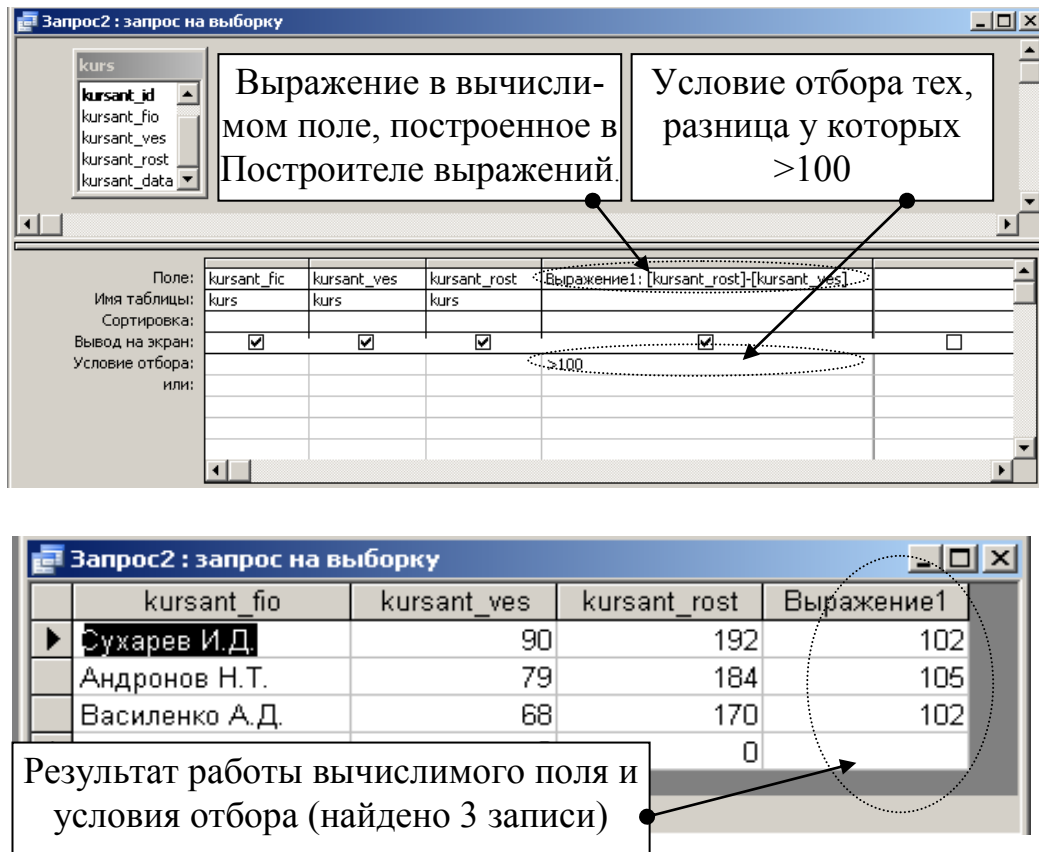 Запрос2 : запрос на выборку
kurs
kursant_id
kursant_fio
kursant_ves
kursant_rost
kursant_data
Выражение в вычисли-
мом поле, построенное в
Построителе выражений.
Условие отбора тех,
разница у которых
>100
Поле: kursant_fic kursant_ves kursant_rost Выражение1: [kursant_rost]-[kursant_ves]
Имя таблицы: kurs kurs kurs
Сортировка:
Вывод на экран:
Условие отбора: >100
или:
Запрос2 : запрос на выборку
kursant_fio kursant_ves kursant_rost Выражение1
Сухарев И.Д. 90 192 102
Андронов Н.Т. 79 184 105
Василенко А.Д. 68 170 102
0
Результат работы вычислимого поля и
условия отбора (найдено 3 записи)